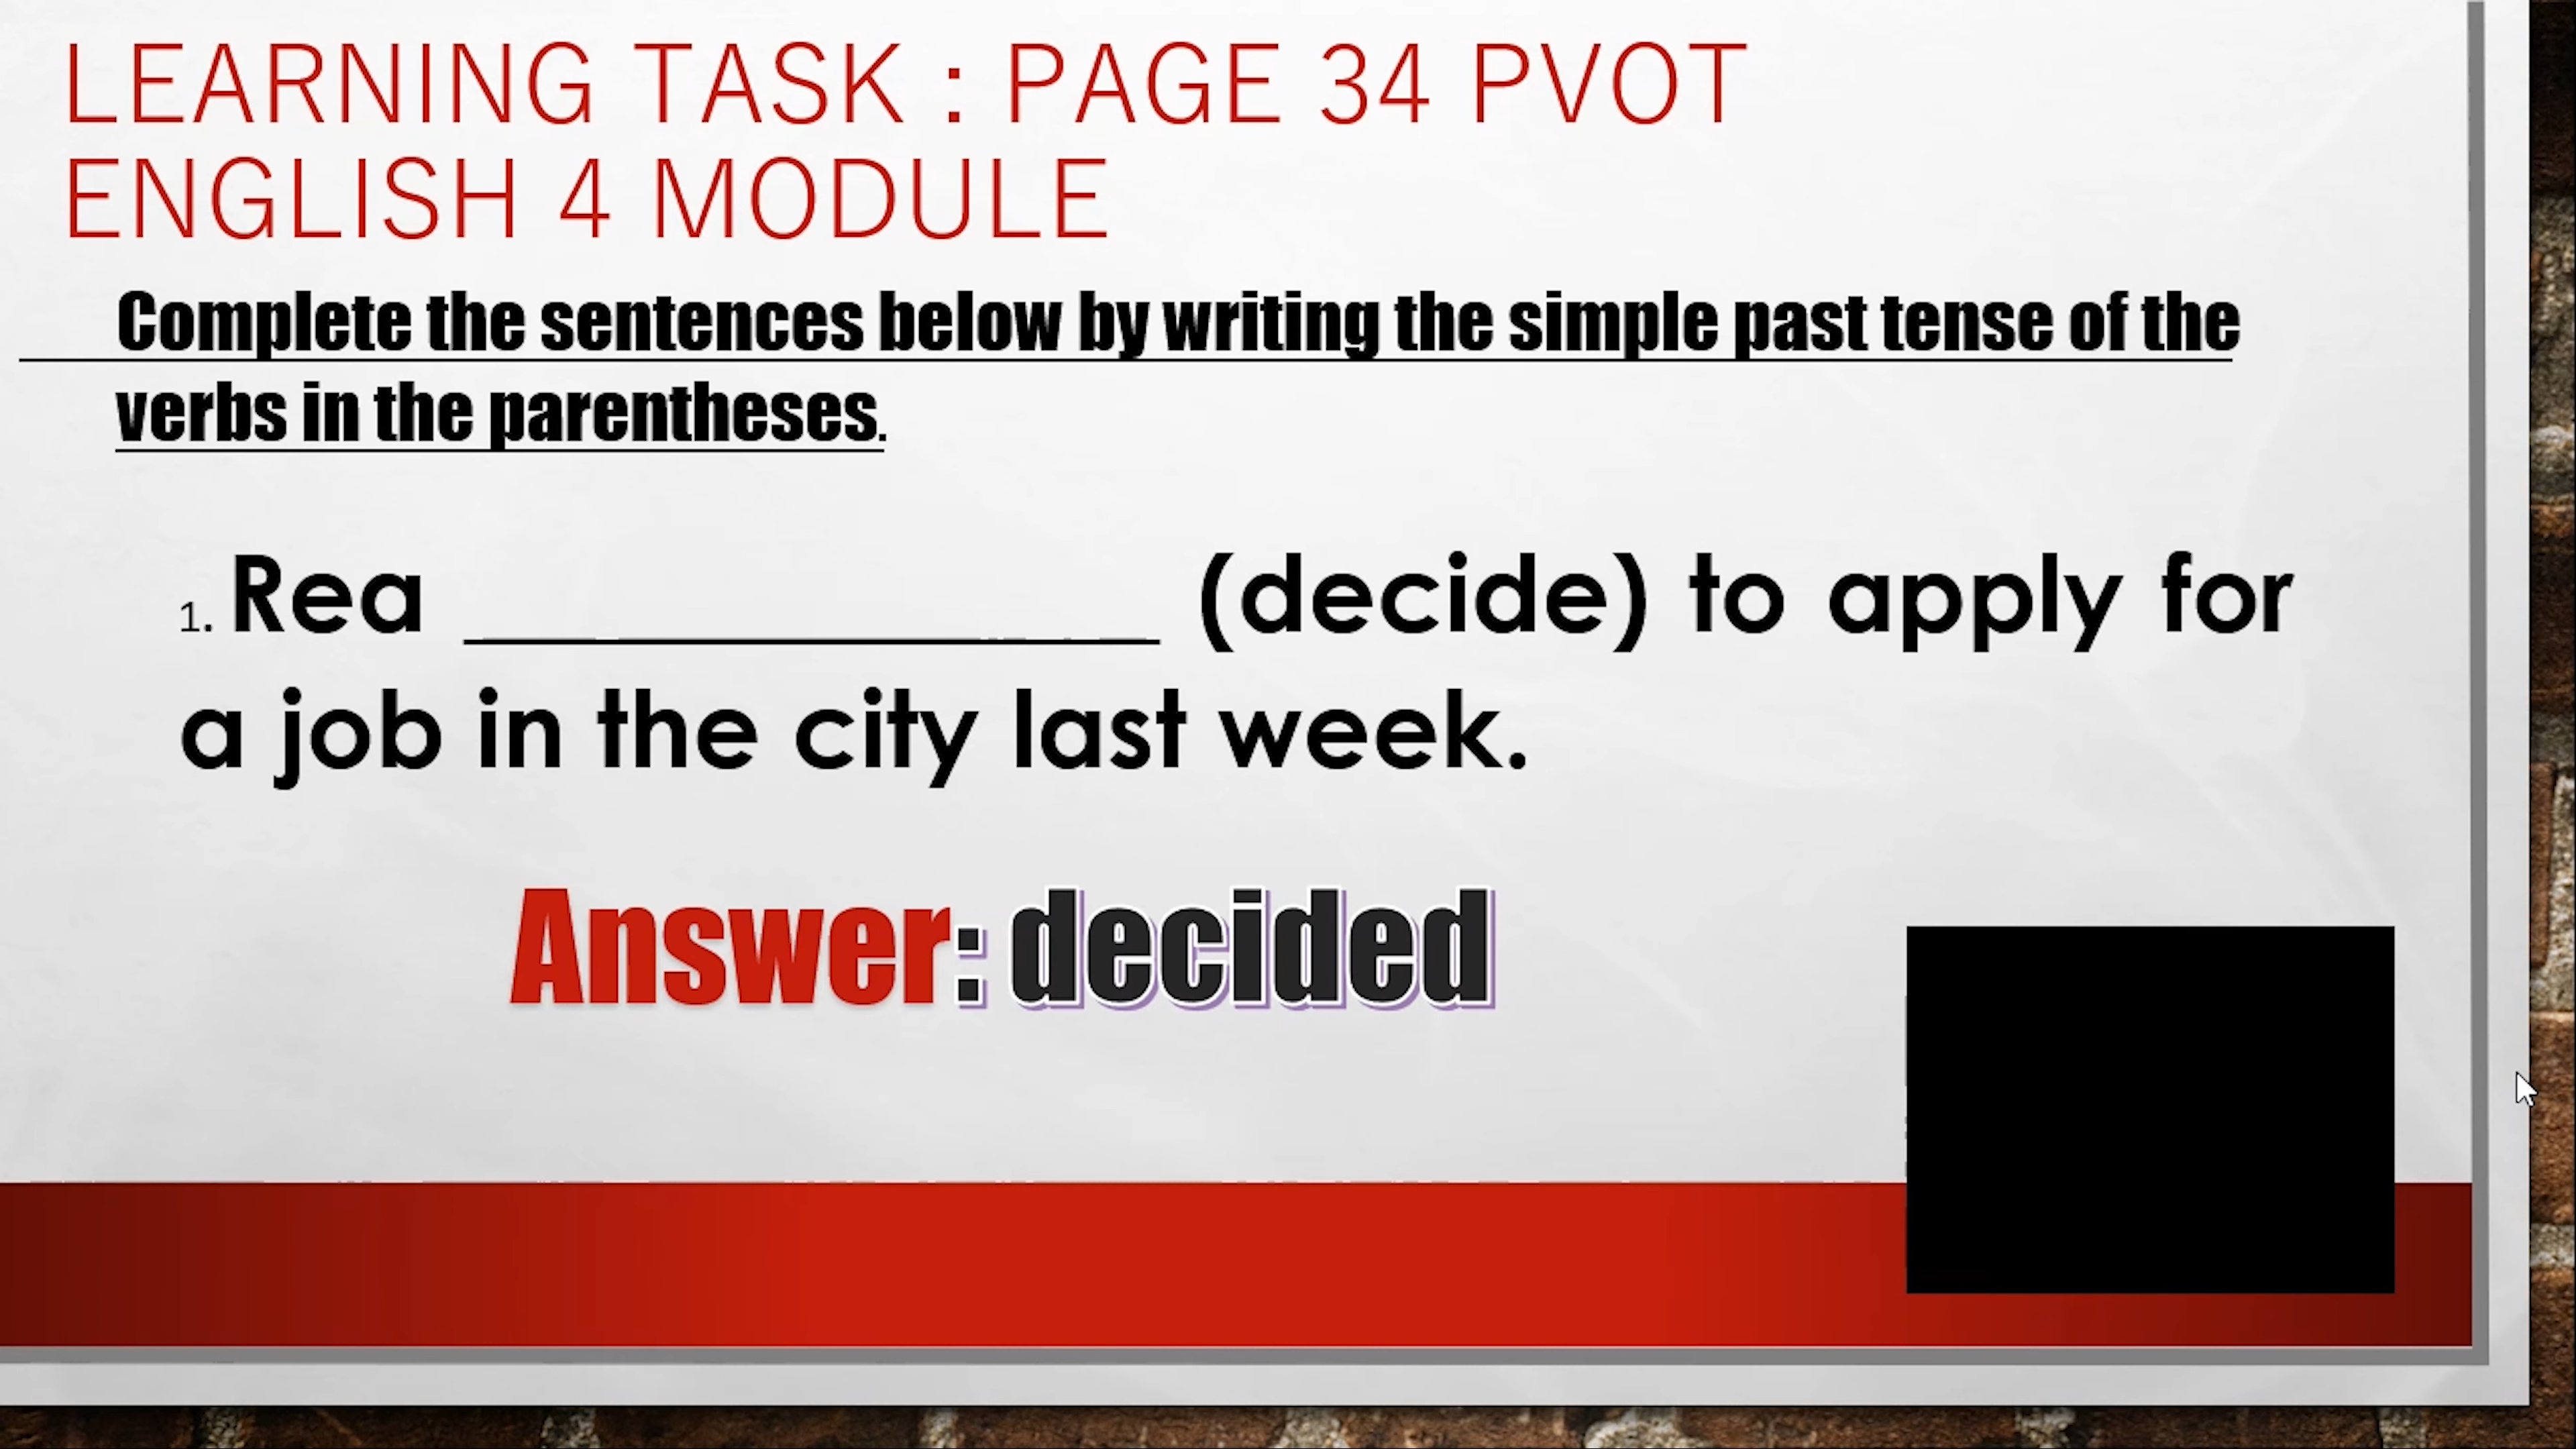 LEARNING TASK : PAGE 34 PVOT
ENGLISH 4 MODULE
Complete the sentences below by writing the simple past tense of the
verbs in the parentheses.
1. Rea ______________ (decide) to apply for
a job in the city last week.
Answer: decided